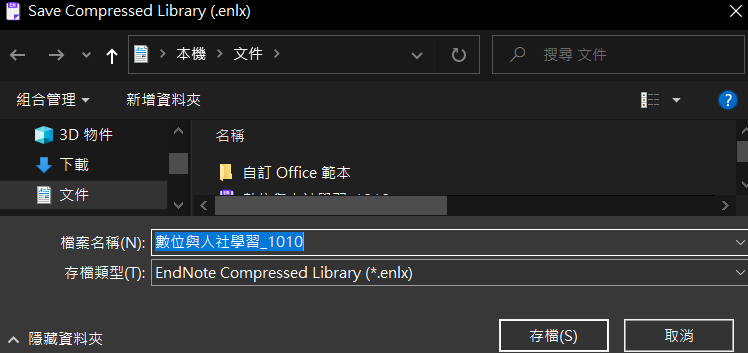 Save Compressed Library (.enlx)
本機 文件
搜尋 文件
組合管理 新增資料夾
3D 物件
下載
文件
名稱
自訂 Office 範本
檔案名稱(N): 數位與人社學習_1010
存檔類型(T): EndNote Compressed Library (*.enlx)
隱藏資料夾
存檔(S) 取消